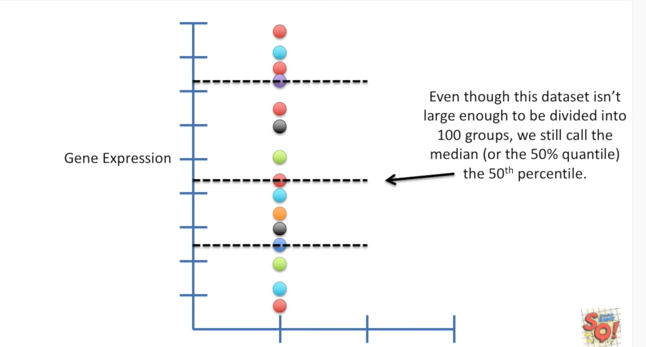 Even though this dataset isn't
large enough to be divided into
100 groups, we still call the
median (or the 50% quantile)
the 50th percentile.
Gene Expression
SQ!